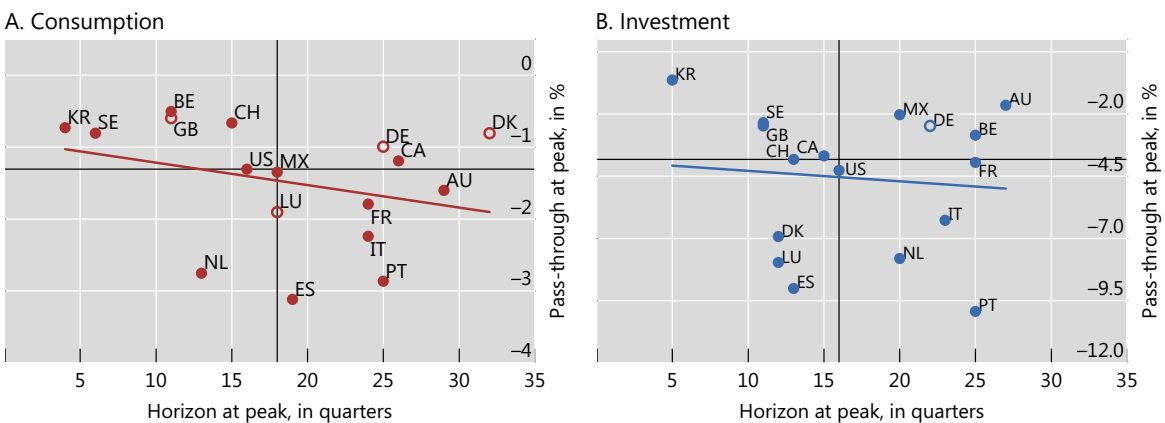 A. Consumption
0
–1
–2
–3
–4
KR
SE
BE
GB
CH
DE
DK
CA
US
MX
AU
LU
FR
IT
NL
PT
ES
Pass-through at peak, in %
5 10 15 20 25 30 35
Horizon at peak, in quarters
B. Investment
–2.0
–4.5
–7.0
–9.5
–12.0
KR
SE
GB
CH
CA
US
MX
DE
AU
BE
FR
IT
DK
LU
NL
ES
PT
Pass-through at peak, in %
5 10 15 20 25 30 35
Horizon at peak, in quarters